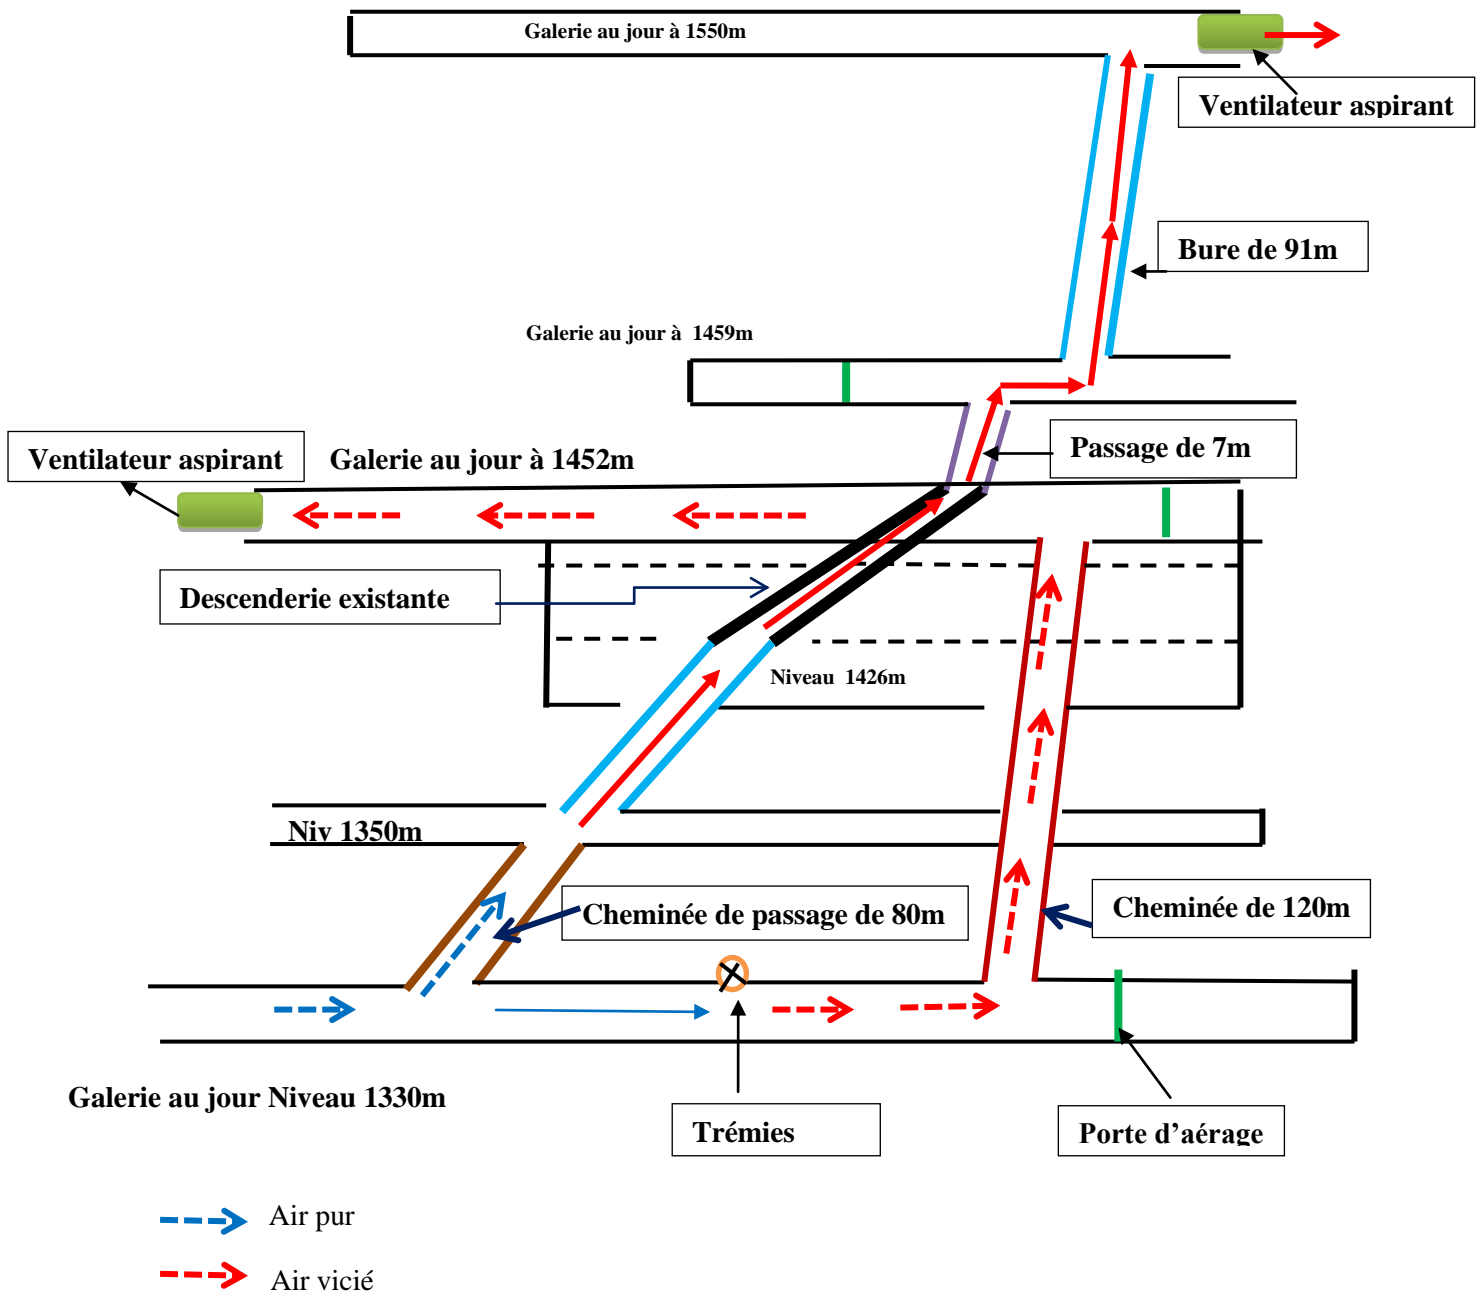 Galerie au jour à 1550m
Ventilateur aspirant
Bure de 91m
Galerie au jour à 1459m
Passage de 7m
Ventilateur aspirant
Galerie au jour à 1452m
Descenderie existante
Niveau 1426m
Niv 1350m
Cheminée de passage de 80m
Cheminée de 120m
Galerie au jour Niveau 1330m
Trémies
Porte d’aérage
Air pur
Air vicié